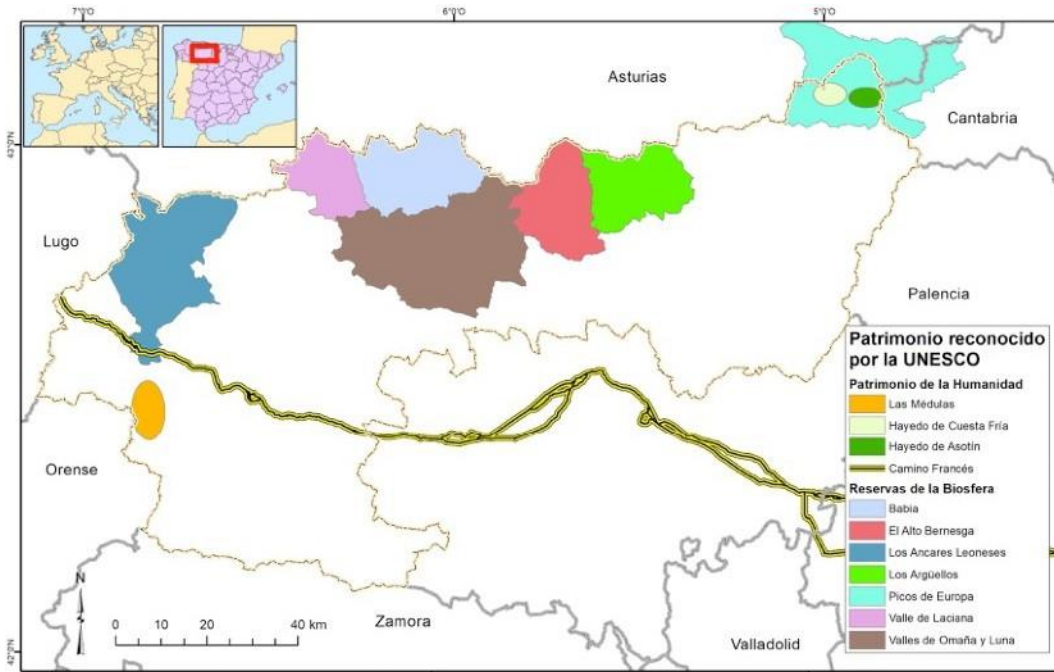 7°0'O
6°0'O
5°0'O
Asturias
Cantabria
43°0'N
Lugo
Palencia
Orense
Patrimonio reconocido
por la UNESCO
Patrimonio de la Humanidad
Las Médulas
Hayedo de Cuesta Fría
Hayedo de Asotín
Camino Francés
Reservas de la Biosfera
Babia
El Alto Bernesga
Los Ancares Leoneses
Los Argüellos
Picos de Europa
Valle de Laciana
Valles de Omaña y Luna
N
0 10 20 40 km
Zamora
Valladolid
42°0'N